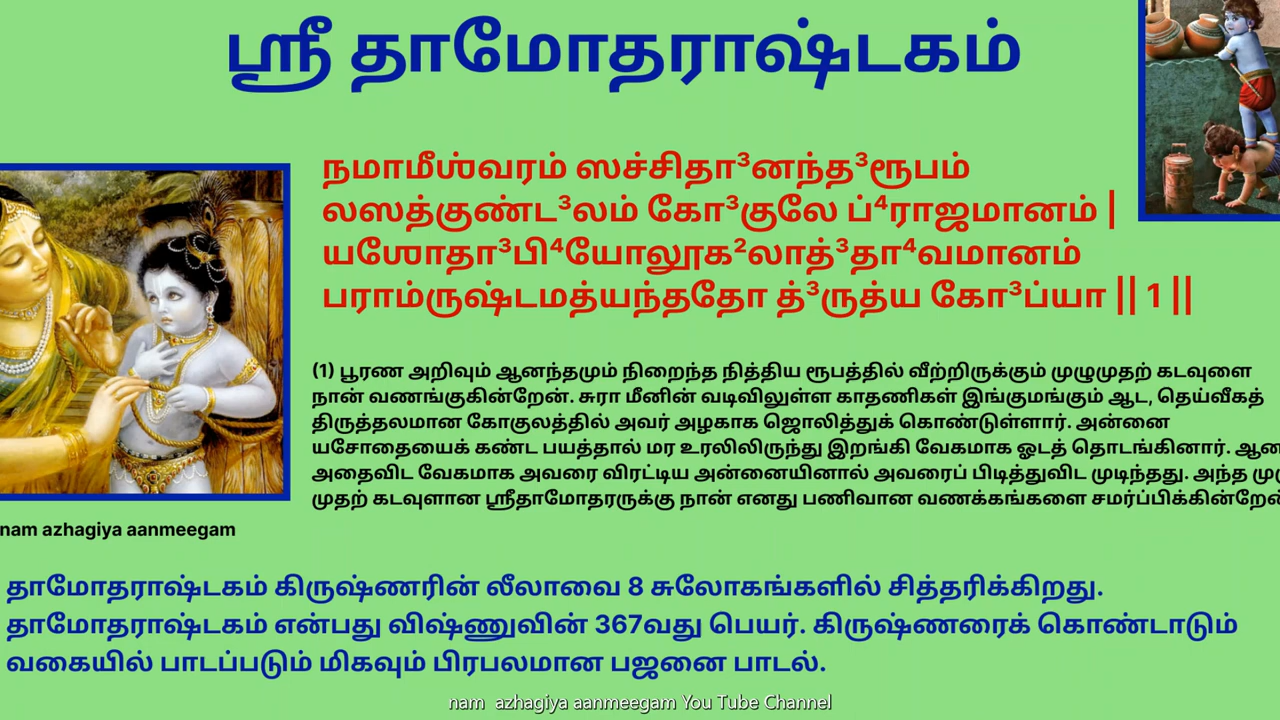 ஸ்ரீ தாமோதராஷ்டகம்
நமாமீஶ்வரம் ஸச்சிதா³னந்த³ரூபம்
லஸத்குண்ட³லம் கோ³குலே ப்⁴ராஜமானம் |
யஶோதா³பி⁴யோலூக²லாத்³தா⁴வமானம்
பராம்ருஷ்டமத்யந்ததோ த்³ருத்ய கோ³ப்யா || 1 ||
(1) பூரண அறிவும் ஆனந்தமும் நிறைந்த நித்திய ரூபத்தில் வீற்றிருக்கும் முழுமுதற் கடவுளை
நான் வணங்குகின்றேன். சுரா மீனின் வடிவிலுள்ள காதணிகள் இங்குமங்கும் ஆட, தெய்வீகத்
திருத்தலமான கோகுலத்தில் அவர் அழகாக ஜொலித்துக் கொண்டுள்ளார். அன்னை
யசோதையைக் கண்ட பயத்தால் மர உரலிலிருந்து இறங்கி வேகமாக ஓடத் தொடங்கினார்.
அதைவிட வேகமாக அவரை விரட்டிய அன்னையினால் அவரைப் பிடித்துவிட முடிந்தது. அந்த
முதற் கடவுளான ஸ்ரீதாமோதரருக்கு நான் எனது பணிவான வணக்கங்களை சமர்ப்பிக்கின்றேன்
nam azhagiya aanmeegam
தாமோதராஷ்டகம் கிருஷ்ணரின் லீலாவை 8 சுலோகங்களில் சித்தரிக்கிறது.
தாமோதராஷ்டகம் என்பது விஷ்ணுவின் 367வது பெயர். கிருஷ்ணரைக் கொண்டாடும்
வகையில் பாடப்படும் மிகவும் பிரபலமான பஜனை பாடல்.
nam azhagiya aanmeegam You Tube Channel